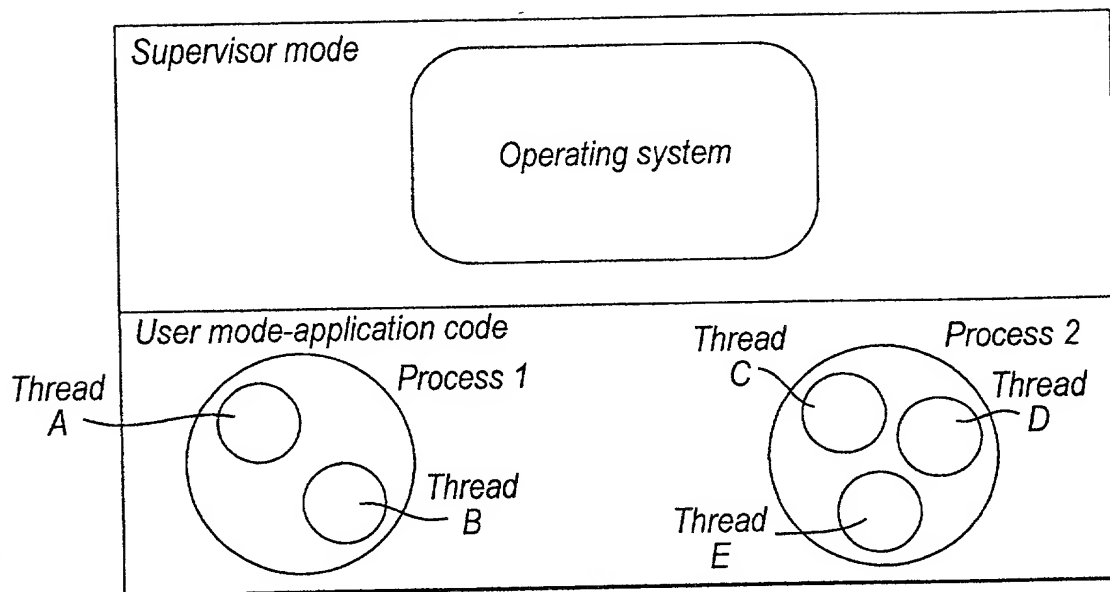 Supervisor mode
Operating system
User mode-application code
Process 1
Thread
A
Thread
B
Thread
C
Process 2
Thread
D
Thread
E